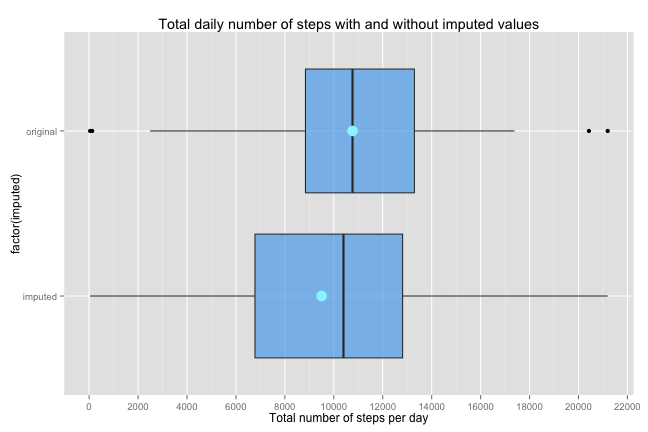 Total daily number of steps with and without imputed values
factor(imputed)
original
imputed
0 2000 4000 6000 8000 10000 12000 14000 16000 18000 20000 22000
Total number of steps per day